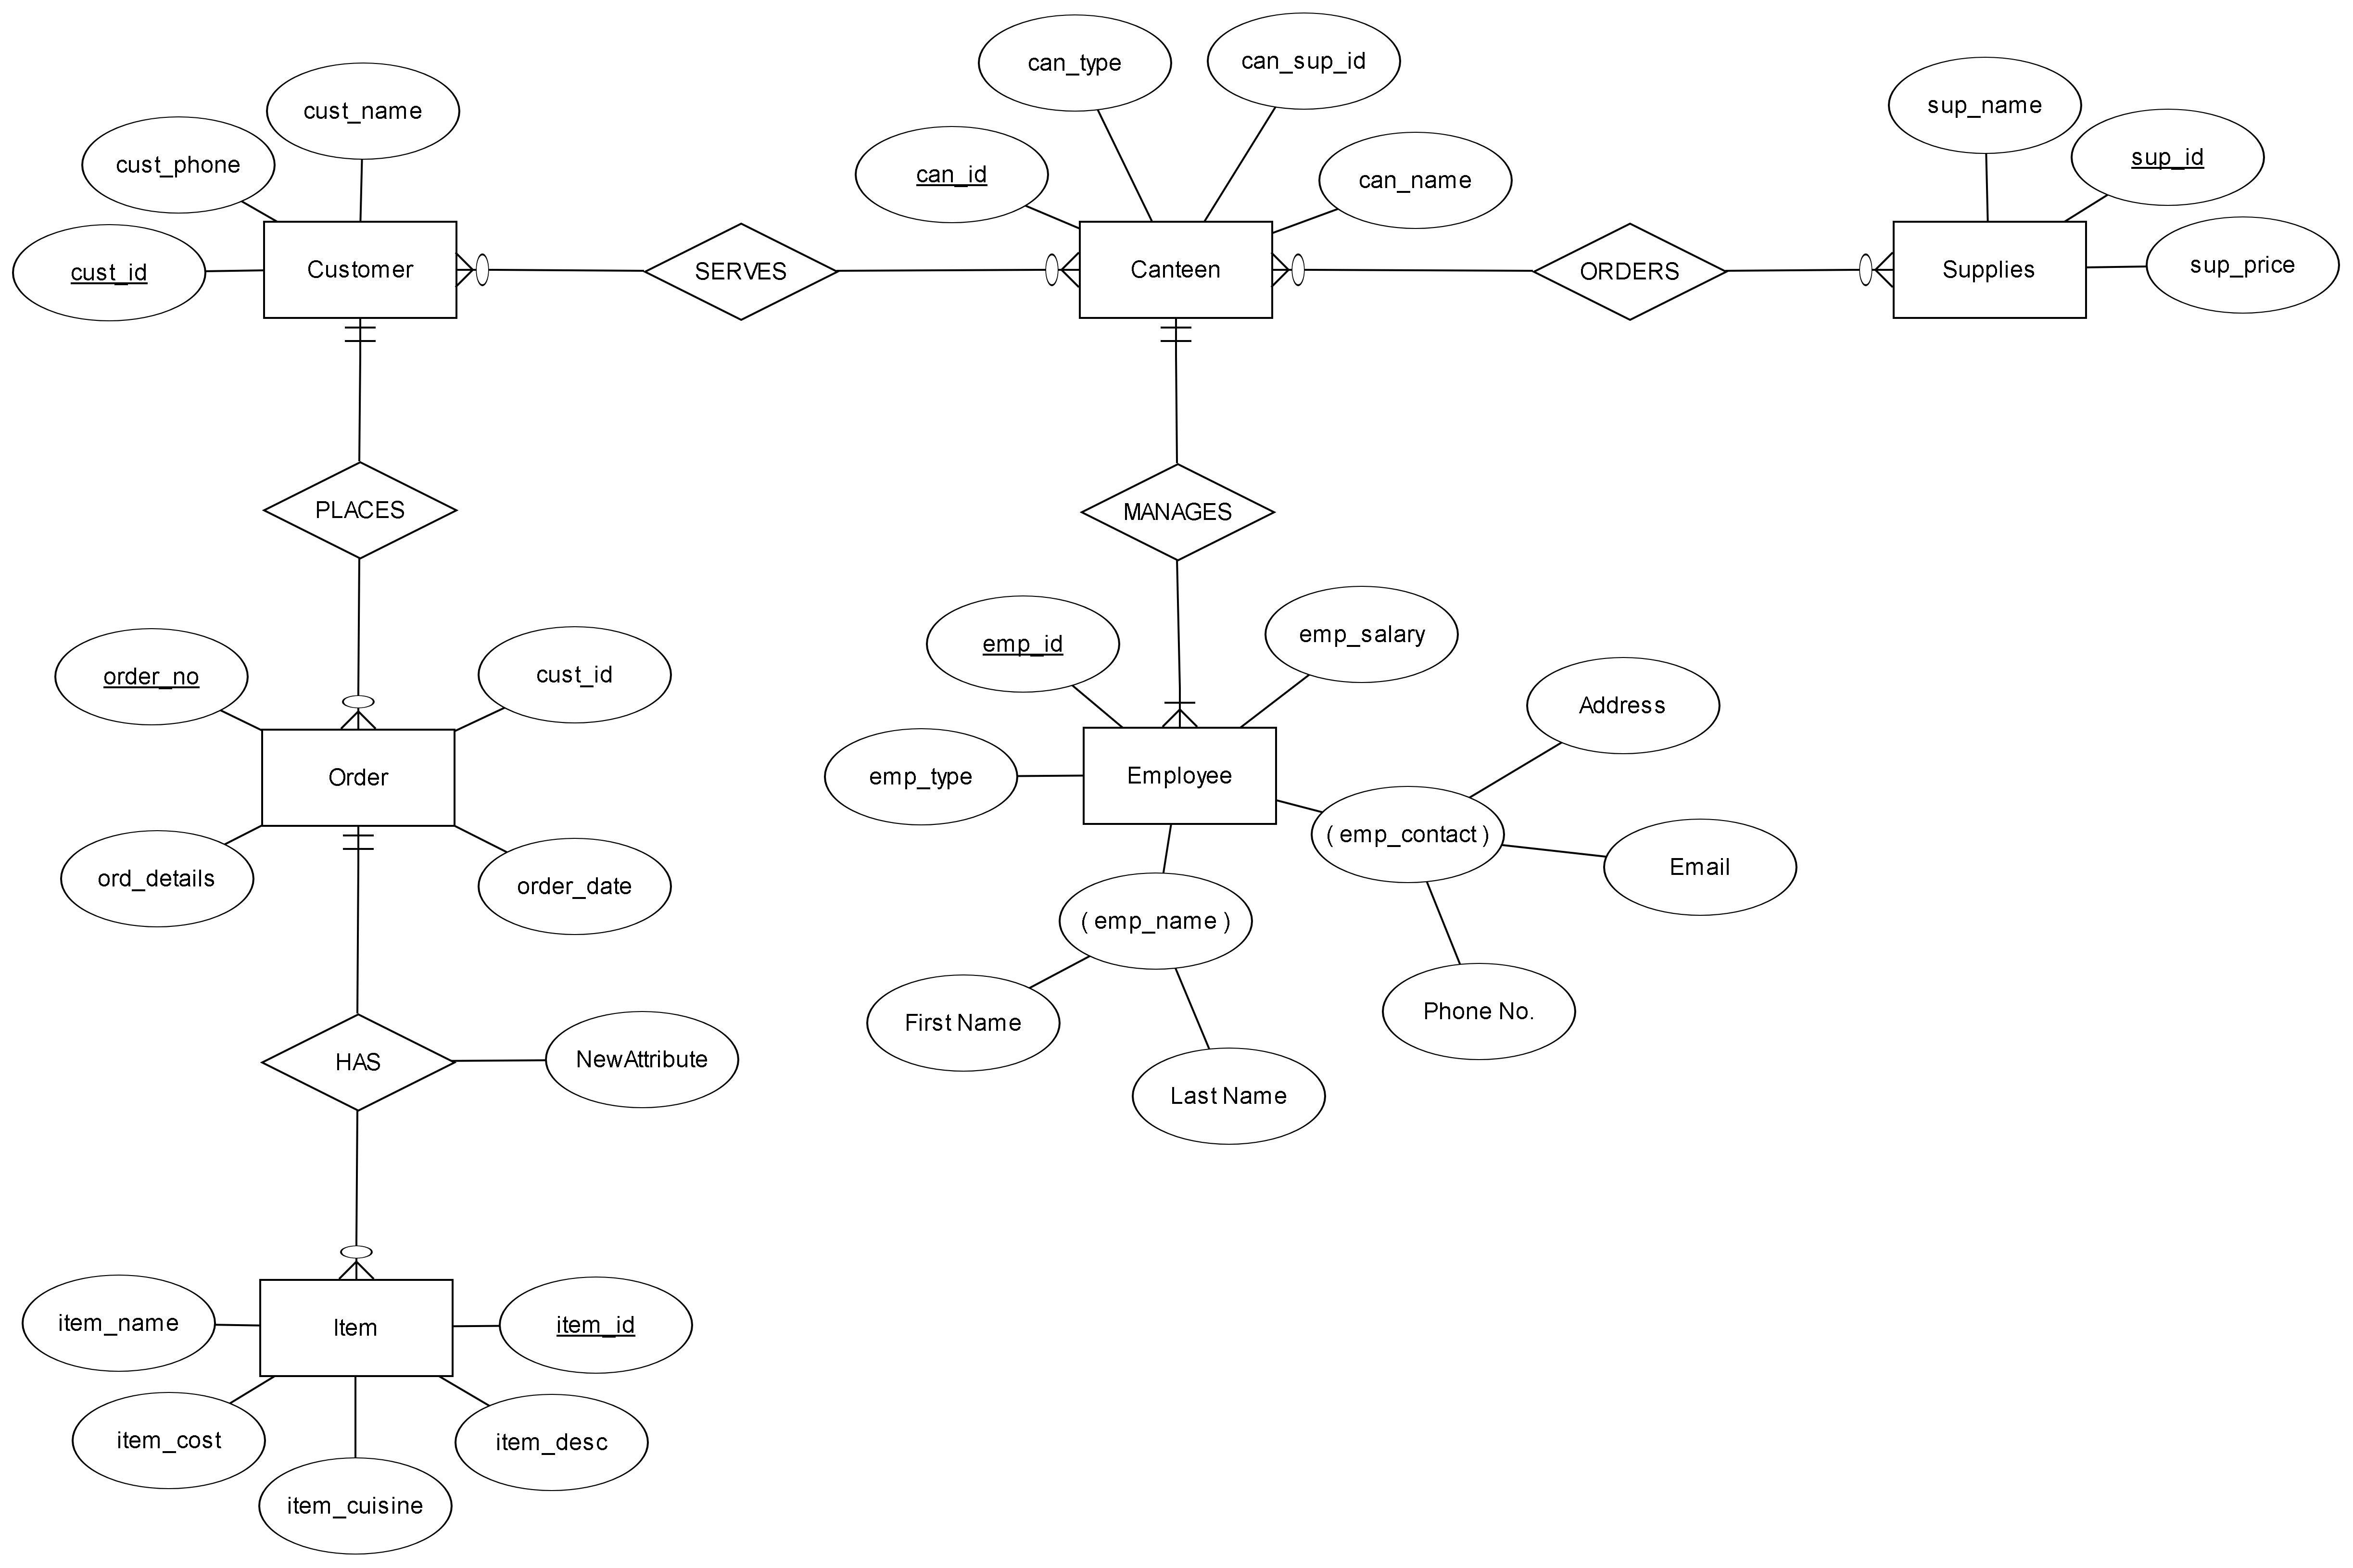 can_type
can_sup_id
cust_name
sup_name
cust_phone
sup_id
can_id
can_name
cust_id
Customer
SERVES
Canteen
ORDERS
Supplies
sup_price
PLACES
MANAGES
emp_id
emp_salary
order_no
cust_id
Address
Order
emp_type
Employee
( emp_contact )
Email
ord_details
order_date
( emp_name )
First Name
Phone No.
HAS
NewAttribute
Last Name
item_name
Item
item_id
item_cost
item_desc
item_cuisine